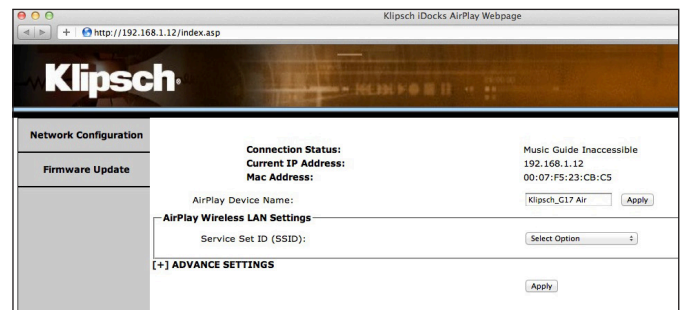 Klipsch iDocks AirPlay Webpage
http://192.168.1.12/index.asp
Klipsch
Network Configuration
Firmware Update
Connection Status: Music Guide Inaccessible
Current IP Address: 192.168.1.12
Mac Address: 00:07:F5:23:CB:C5
AirPlay Device Name: Klipsch_G17 Air Apply
AirPlay Wireless LAN Settings
Service Set ID (SSID): Select Option
[+] ADVANCE SETTINGS
Apply